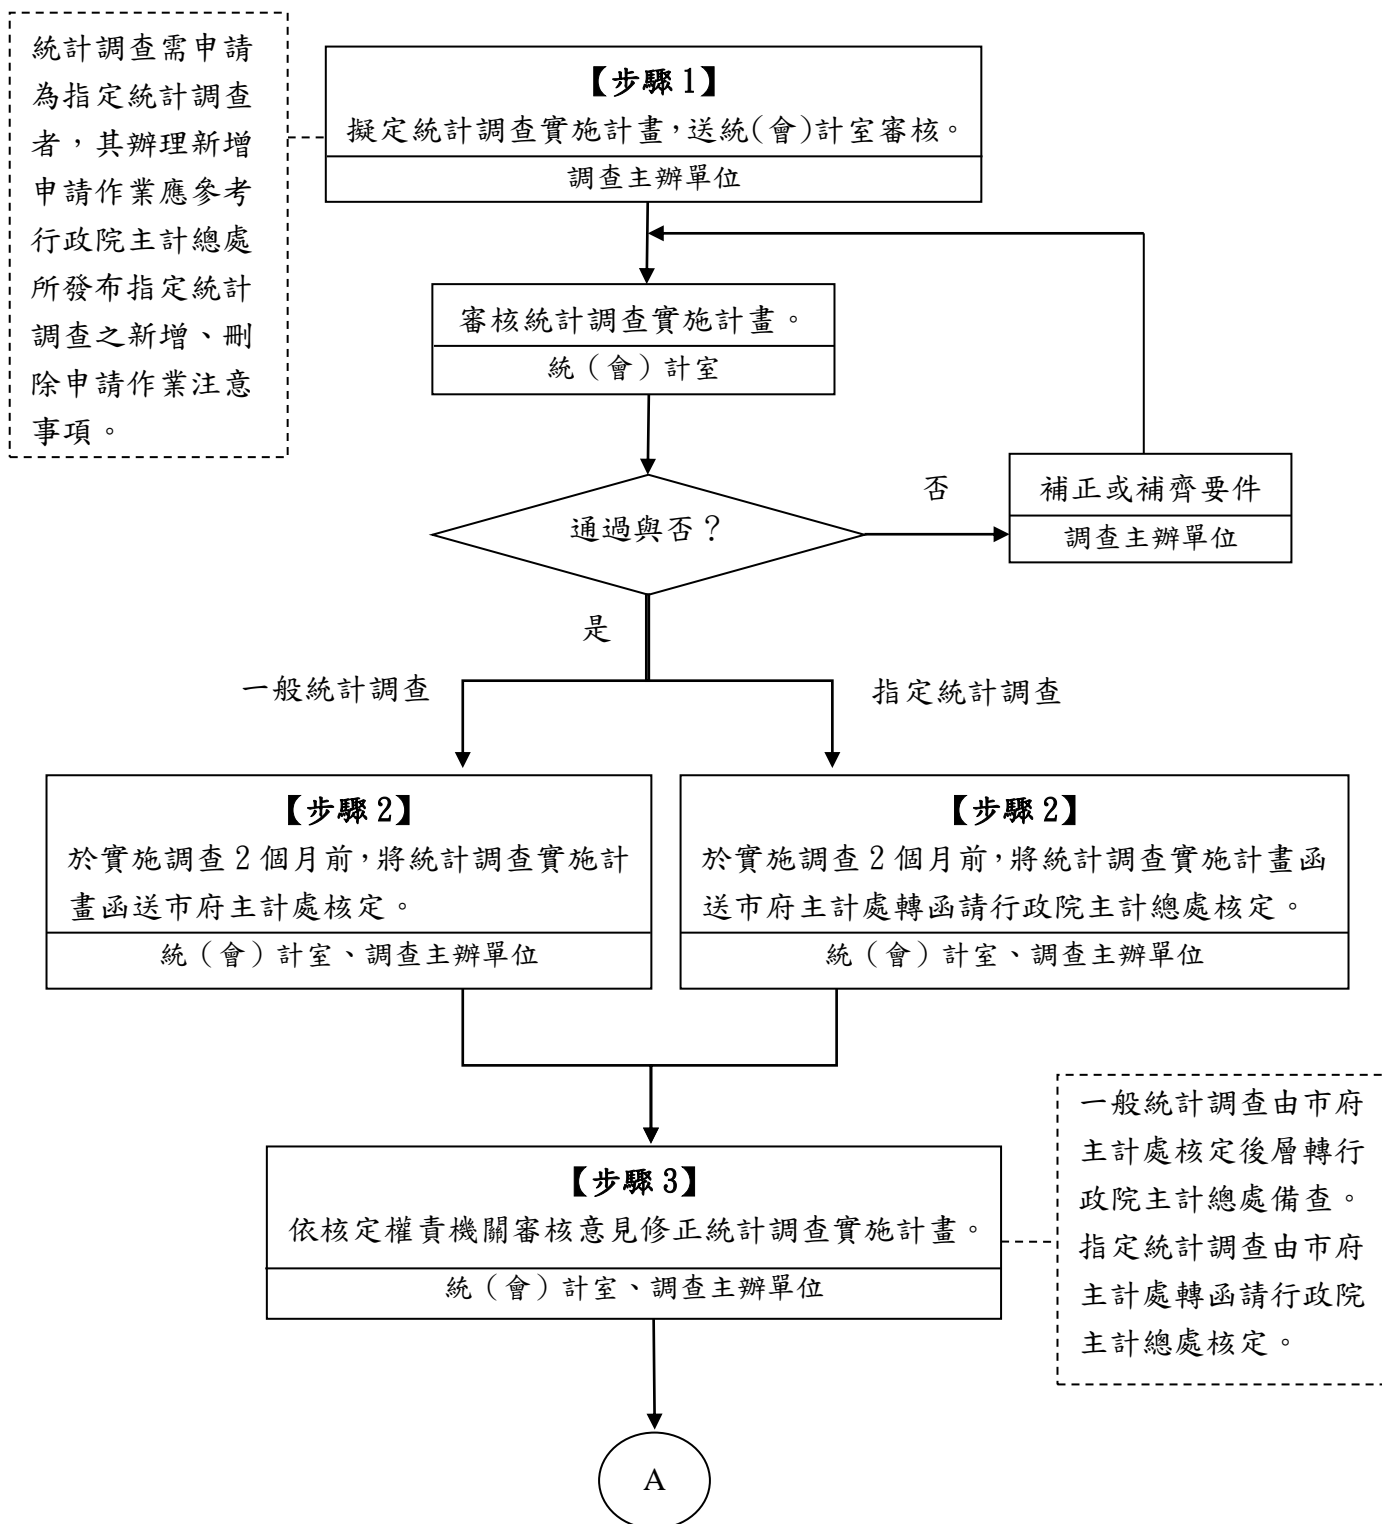 統計調查需申請
為指定統計調查
者，其辦理新增
申請作業應參考
行政院主計總處
所發布指定統計
調查之新增、刪
除申請作業注意
事項。
【步驟1】
擬定統計調查實施計畫，送統(會)計室審核。
調查主辦單位
審核統計調查實施計畫。
統（會）計室
通過與否？
否
補正或補齊要件
調查主辦單位
是
一般統計調查
指定統計調查
【步驟2】
於實施調查2個月前，將統計調查實施計
畫函送市府主計處核定。
統（會）計室、調查主辦單位
【步驟2】
於實施調查2個月前，將統計調查實施計畫函
送市府主計處轉函請行政院主計總處核定。
統（會）計室、調查主辦單位
【步驟3】
依核定權責機關審核意見修正統計調查實施計畫。
統（會）計室、調查主辦單位
一般統計調查由市府
主計處核定後層轉行
政院主計總處備查。
指定統計調查由市府
主計處轉函請行政院
主計總處核定。
A